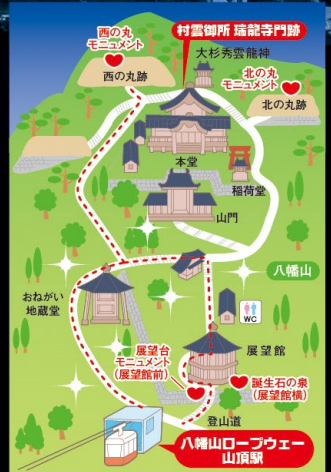 西の丸
モニュメント
村雲御所 瑞龍寺門跡
大杉秀雲龍神
西の丸跡
北の丸
モニュメント
北の丸跡
本堂
稲荷堂
山門
八幡山
おねがい
地蔵堂
WC
展望館
展望台
モニュメント
(展望館前)
誕生石の泉
(展望館横)
登山道
八幡山ロープウェー
山頂駅